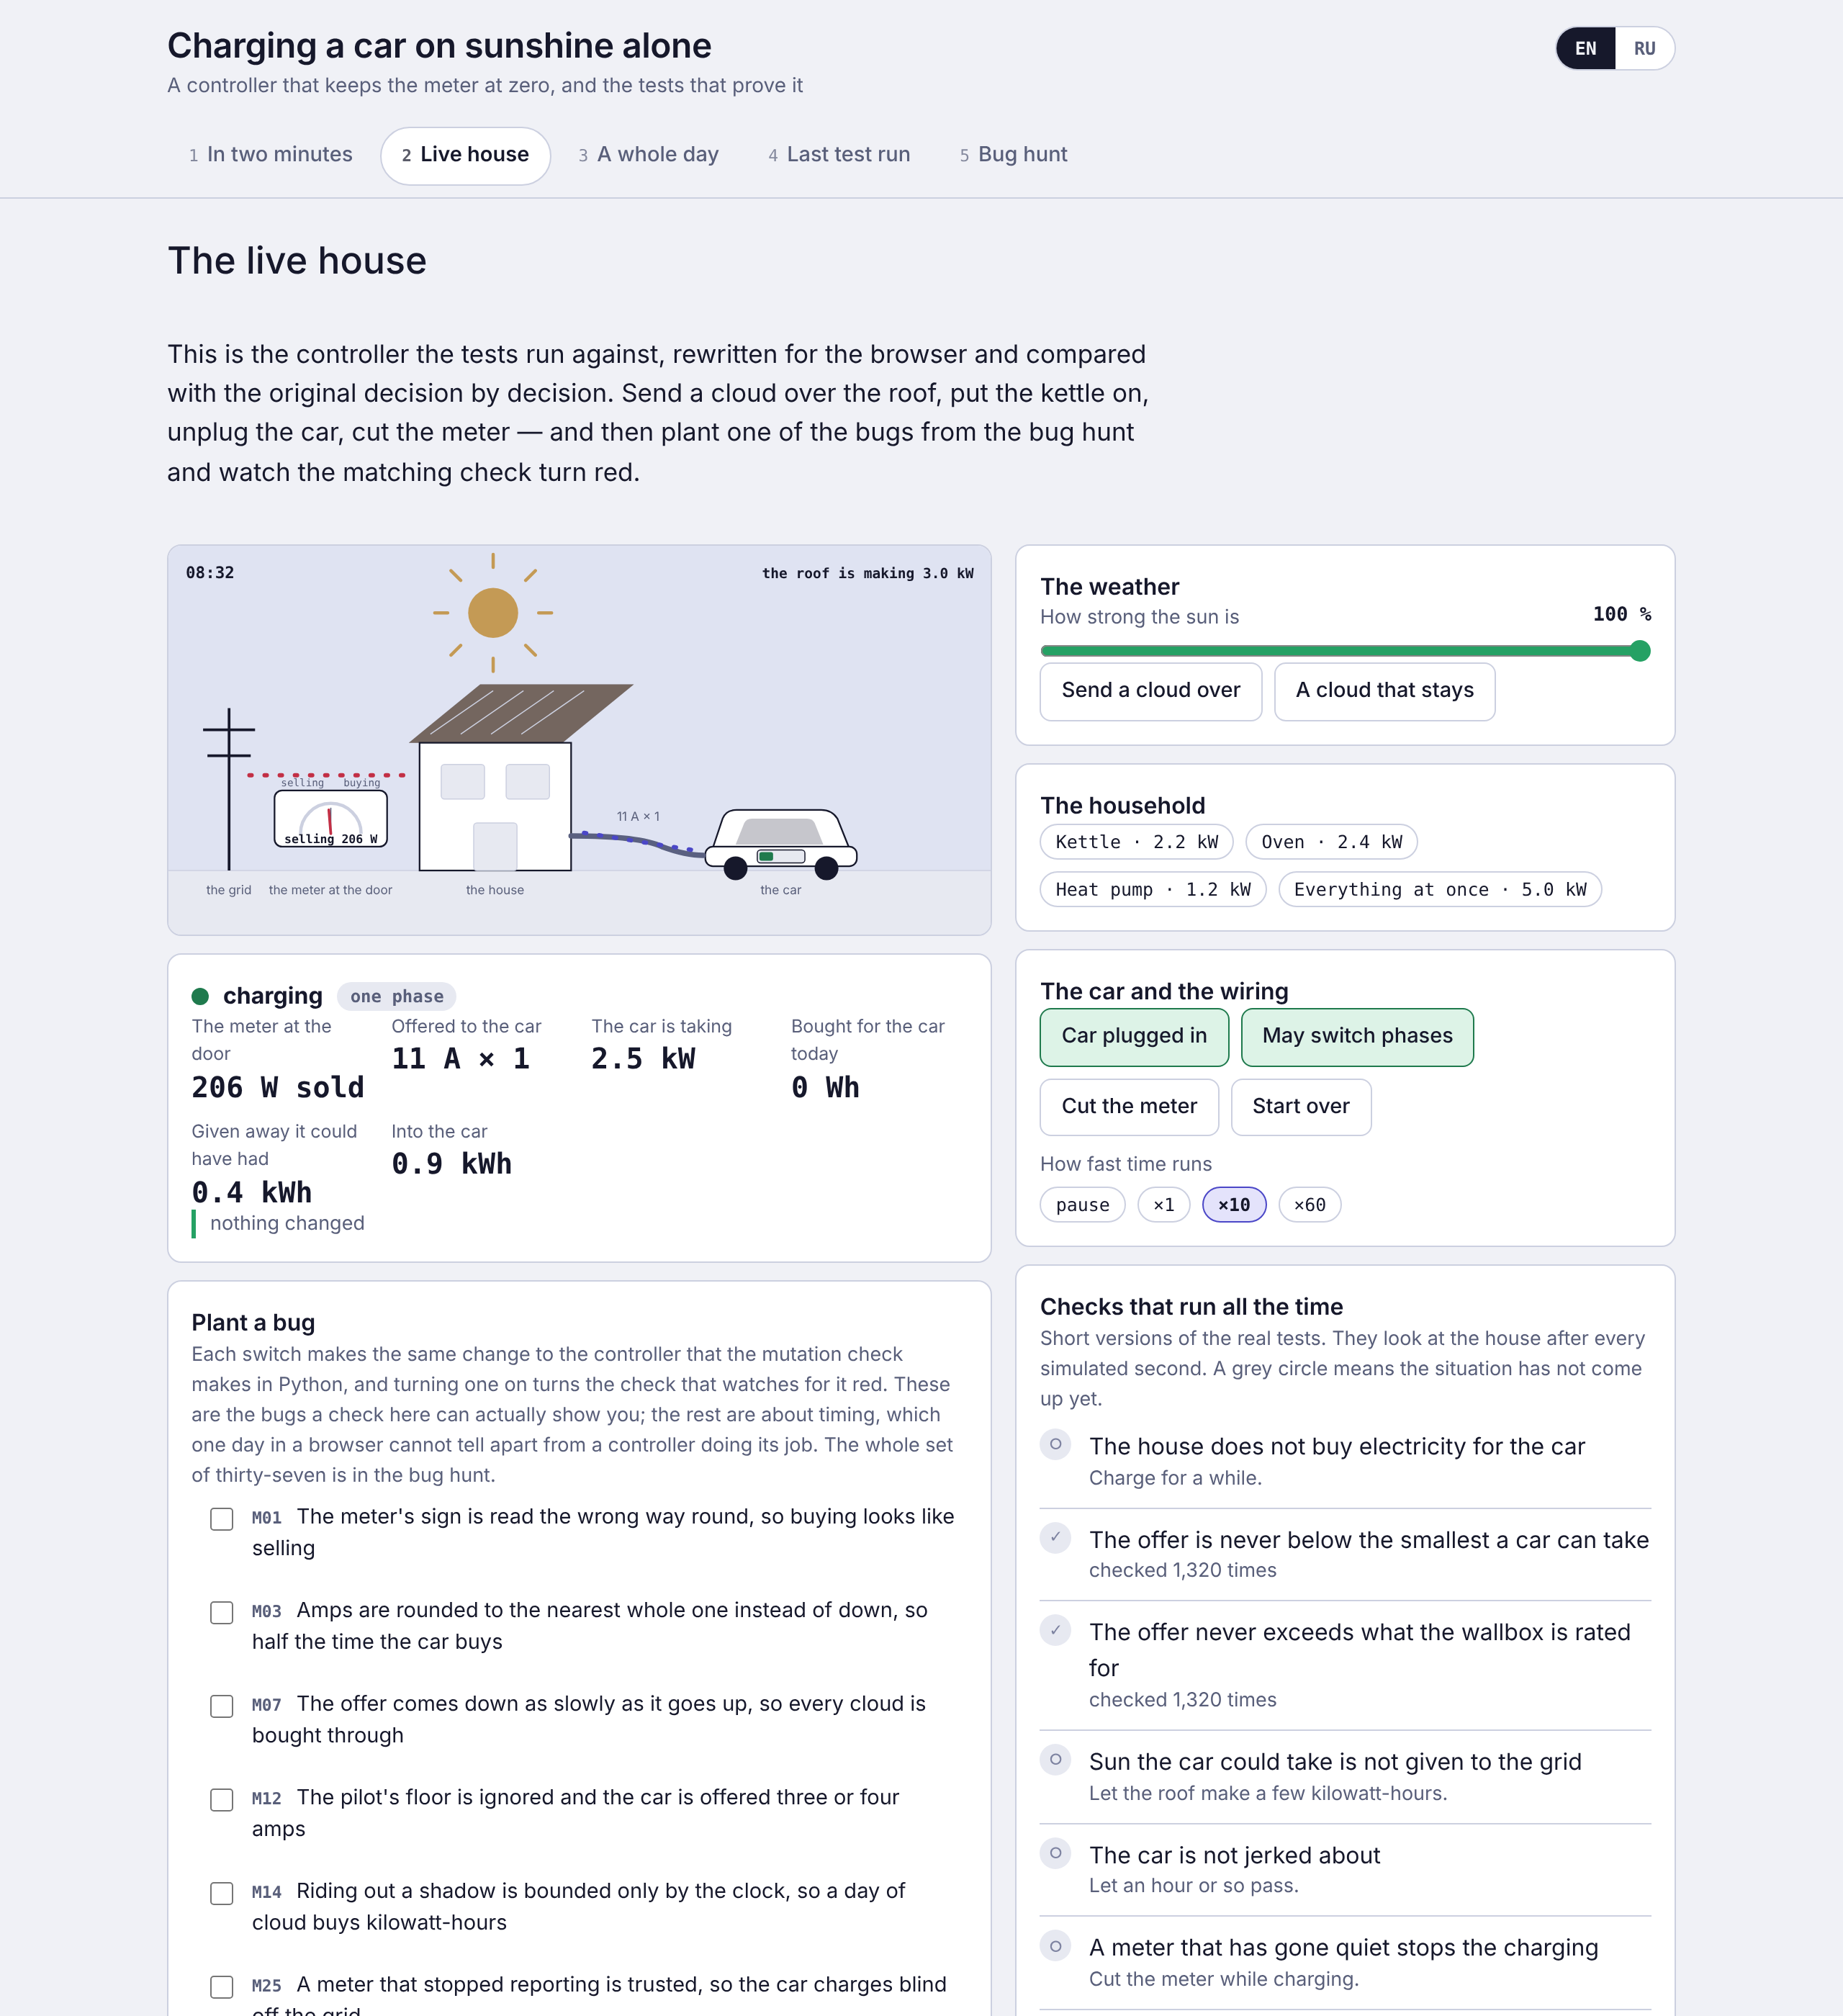 Charging a car on sunshine alone
A controller that keeps the meter at zero, and the tests that prove it
EN RU
1 In two minutes
2 Live house
3 A whole day
4 Last test run
5 Bug hunt
The live house
This is the controller the tests run against, rewritten for the browser and compared
with the original decision by decision. Send a cloud over the roof, put the kettle on,
unplug the car, cut the meter — and then plant one of the bugs from the bug hunt
and watch the matching check turn red.
08:32
the roof is making 3.0 kW
selling buying
selling 206 W
11 A × 1
the grid
the meter at the door
the house
the car
charging one phase
The meter at the
door
206 W sold
Offered to the car
11 A × 1
The car is taking
2.5 kW
Bought for the car
today
0 Wh
Given away it could
have had
0.4 kWh
Into the car
0.9 kWh
nothing changed
Plant a bug
Each switch makes the same change to the controller that the mutation check
makes in Python, and turning one on turns the check that watches for it red. These
are the bugs a check here can actually show you; the rest are about timing, which
one day in a browser cannot tell apart from a controller doing its job. The whole set
of thirty-seven is in the bug hunt.
M01 The meter's sign is read the wrong way round, so buying looks like
selling
M03 Amps are rounded to the nearest whole one instead of down, so
half the time the car buys
M07 The offer comes down as slowly as it goes up, so every cloud is
bought through
M12 The pilot's floor is ignored and the car is offered three or four
amps
M14 Riding out a shadow is bounded only by the clock, so a day of
cloud buys kilowatt-hours
M25 A meter that stopped reporting is trusted, so the car charges blind
off the grid
The weather
How strong the sun is
100 %
Send a cloud over
A cloud that stays
The household
Kettle · 2.2 kW
Oven · 2.4 kW
Heat pump · 1.2 kW
Everything at once · 5.0 kW
The car and the wiring
Car plugged in
May switch phases
Cut the meter
Start over
How fast time runs
pause
×1
×10
×60
Checks that run all the time
Short versions of the real tests. They look at the house after every
simulated second. A grey circle means the situation has not come
up yet.
The house does not buy electricity for the car
Charge for a while.
✓ The offer is never below the smallest a car can take
checked 1,320 times
✓ The offer never exceeds what the wallbox is rated
for
checked 1,320 times
Sun the car could take is not given to the grid
Let the roof make a few kilowatt-hours.
The car is not jerked about
Let an hour or so pass.
A meter that has gone quiet stops the charging
Cut the meter while charging.